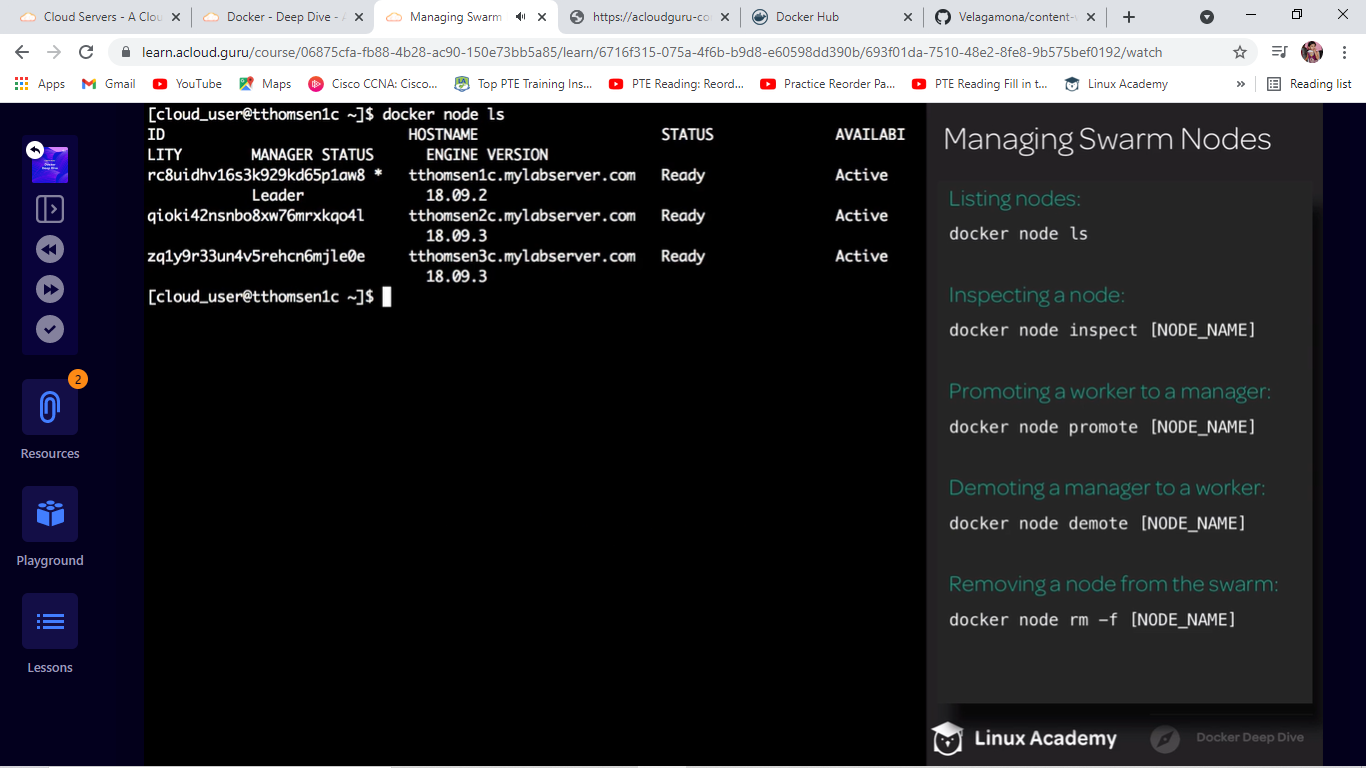 Cloud Servers - A Clou
Docker - Deep Dive - A
Managing Swarm
https://acloudguru-co
Docker Hub
Velagamona/content-
learn.acloud.guru/course/06875cfa-fb88-4b28-ac90-150e73bb5a85/learn/6716f315-075a-4f6b-b9d8-e60598dd390b/693f01da-7510-48e2-8fe8-9b575bef0192/watch
Apps
Gmail
YouTube
Maps
Cisco CCNA: Cisco...
Top PTE Training Ins...
PTE Reading: Reord...
Practice Reorder Pa...
PTE Reading Fill in t...
Linux Academy
»
Reading list
2
Resources
Playground
Lessons
[cloud_user@tthomsen1c ~]$ docker node ls
ID HOSTNAME STATUS AVAILABI
LITY MANAGER STATUS ENGINE VERSION
rc8uidhv16s3k929kd65p1aw8 * tthomsen1c.mylabserver.com Ready Active
Leader 18.09.2
qioki42nsnbo8xw76mrxkqo4l tthomsen2c.mylabserver.com Ready Active
18.09.3
zq1y9r33un4v5rehcn6mjle0e tthomsen3c.mylabserver.com Ready Active
18.09.3
[cloud_user@tthomsen1c ~]$
Managing Swarm Nodes
Listing nodes:
docker node ls
Inspecting a node:
docker node inspect [NODE_NAME]
Promoting a worker to a manager:
docker node promote [NODE_NAME]
Demoting a manager to a worker:
docker node demote [NODE_NAME]
Removing a node from the swarm:
docker node rm -f [NODE_NAME]
Linux Academy
Docker Deep Dive